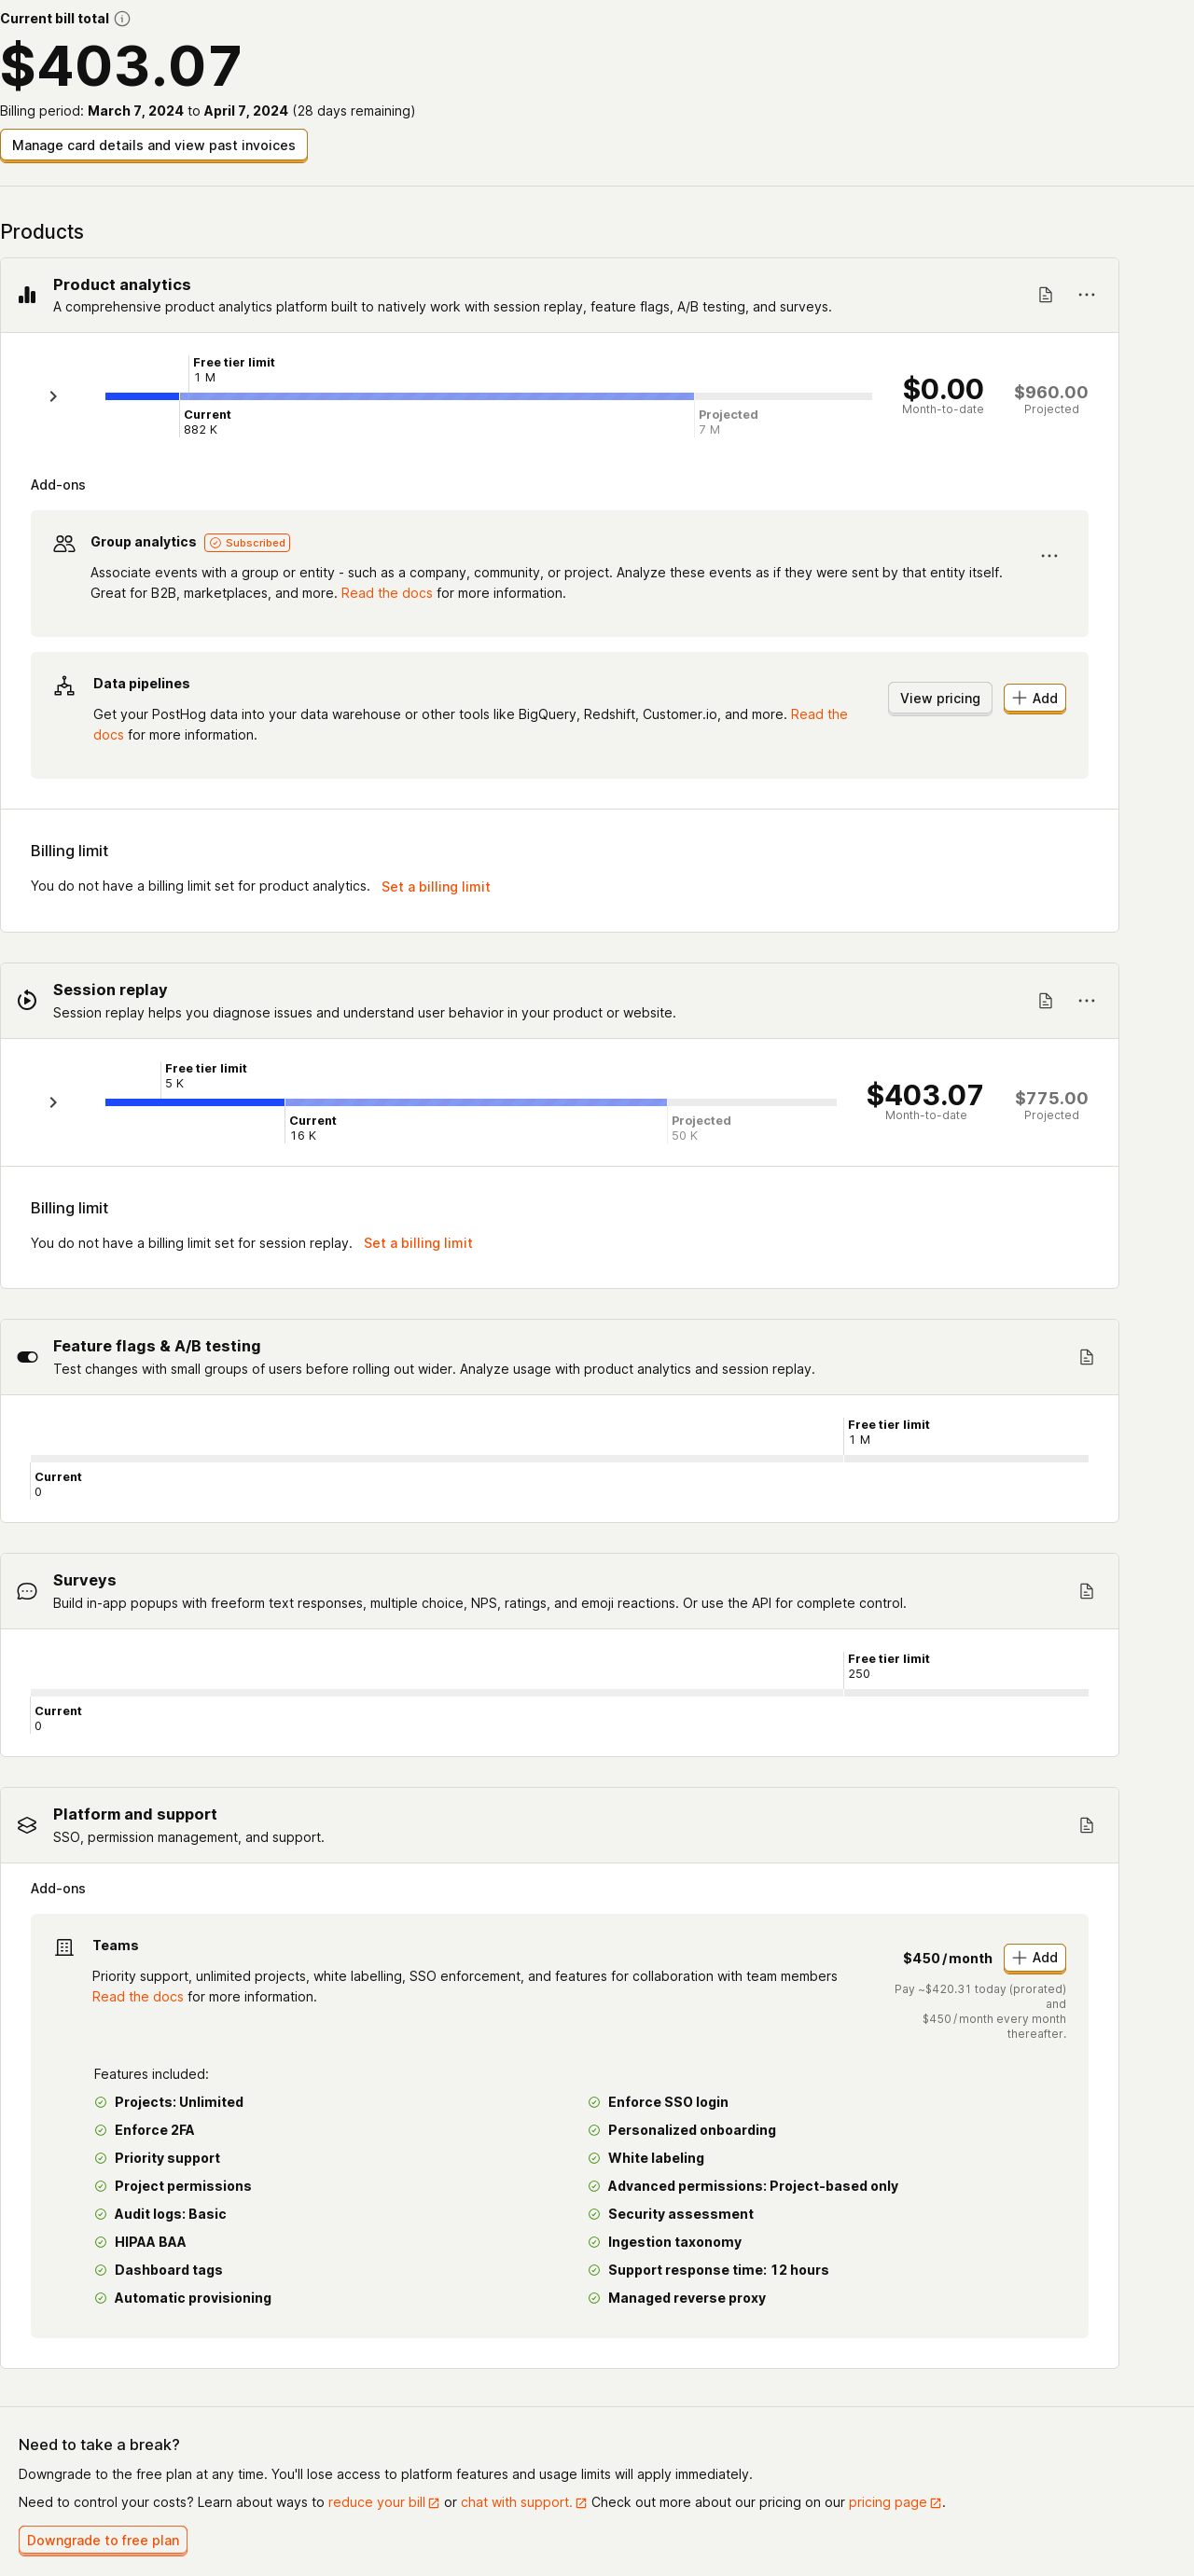 Current bill total
$403.07
Billing period: March 7, 2024 to April 7, 2024 (28 days remaining)
Manage card details and view past invoices
Products
Product analytics
A comprehensive product analytics platform built to natively work with session replay, feature flags, A/B testing, and surveys.
Free tier limit
1 M
Current
882 K
Projected
7 M
$0.00
Month-to-date
$960.00
Projected
Add-ons
Group analytics Subscribed
Associate events with a group or entity - such as a company, community, or project. Analyze these events as if they were sent by that entity itself.
Great for B2B, marketplaces, and more. Read the docs for more information.
Data pipelines
Get your PostHog data into your data warehouse or other tools like BigQuery, Redshift, Customer.io, and more. Read the
docs for more information.
View pricing
Add
Billing limit
You do not have a billing limit set for product analytics. Set a billing limit
Session replay
Session replay helps you diagnose issues and understand user behavior in your product or website.
Free tier limit
5 K
Current
16 K
Projected
50 K
$403.07
Month-to-date
$775.00
Projected
Billing limit
You do not have a billing limit set for session replay. Set a billing limit
Feature flags & A/B testing
Test changes with small groups of users before rolling out wider. Analyze usage with product analytics and session replay.
Free tier limit
1 M
Current
0
Surveys
Build in-app popups with freeform text responses, multiple choice, NPS, ratings, and emoji reactions. Or use the API for complete control.
Free tier limit
250
Current
0
Platform and support
SSO, permission management, and support.
Add-ons
Teams
Priority support, unlimited projects, white labelling, SSO enforcement, and features for collaboration with team members
Read the docs for more information.
$450/month
Add
Pay ~$420.31 today (prorated)
and
$450/month every month
thereafter.
Features included:
Projects: Unlimited
Enforce 2FA
Priority support
Project permissions
Audit logs: Basic
HIPAA BAA
Dashboard tags
Automatic provisioning
Enforce SSO login
Personalized onboarding
White labeling
Advanced permissions: Project-based only
Security assessment
Ingestion taxonomy
Support response time: 12 hours
Managed reverse proxy
Need to take a break?
Downgrade to the free plan at any time. You'll lose access to platform features and usage limits will apply immediately.
Need to control your costs? Learn about ways to reduce your bill or chat with support. Check out more about our pricing on our pricing page.
Downgrade to free plan